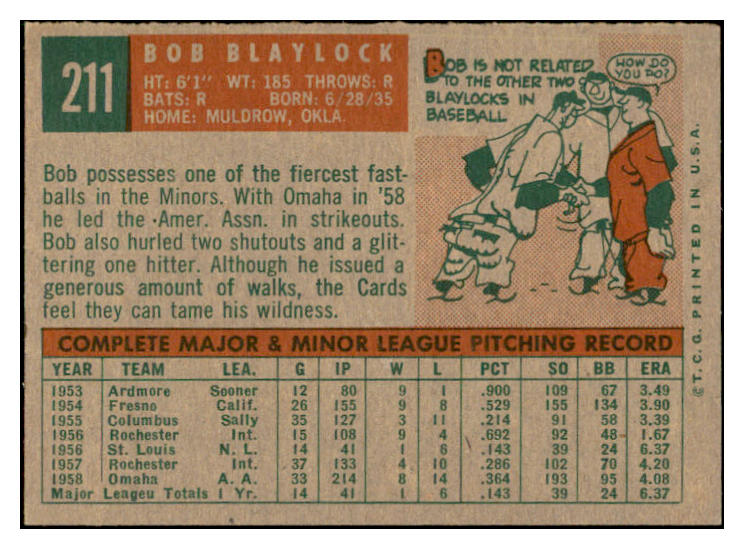 211
BOB BLAYLOCK
HT: 6'1" WT: 185 THROWS: R
BATS: R BORN: 6/28/35
HOME: MULDROW, OKLA.
BOB IS NOT RELATED
TO THE OTHER TWO
BLAYLOCKS IN
BASEBALL
HOW DO
YOU DO?
Bob possesses one of the fiercest fast-
balls in the Minors. With Omaha in '58
he led the Amer. Assn. in strikeouts.
Bob also hurled two shutouts and a glit-
tering one hitter. Although he issued a
generous amount of walks, the Cards
feel they can tame his wildness.
COMPLETE MAJOR & MINOR LEAGUE PITCHING RECORD
YEAR TEAM LEA. G IP W L PCT SO BB ERA
1953 Ardmore Sooner 12 80 9 1 .900 109 67 3.49
1954 Fresno Calif. 26 155 9 8 .529 155 134 3.90
1955 Columbus Sally 35 127 3 11 .214 91 58 3.39
1956 Rochester Int. 15 108 9 4 .692 92 48 1.67
1956 St. Louis N. L. 14 41 1 6 .143 39 24 6.37
1957 Rochester Int. 37 133 4 10 .286 102 70 4.20
1958 Omaha A. A. 33 214 8 14 .364 193 95 4.08
Major Leageu Totals 1 Yr. 14 41 1 6 .143 39 24 6.37
© T. C. G. PRINTED IN U. S. A.